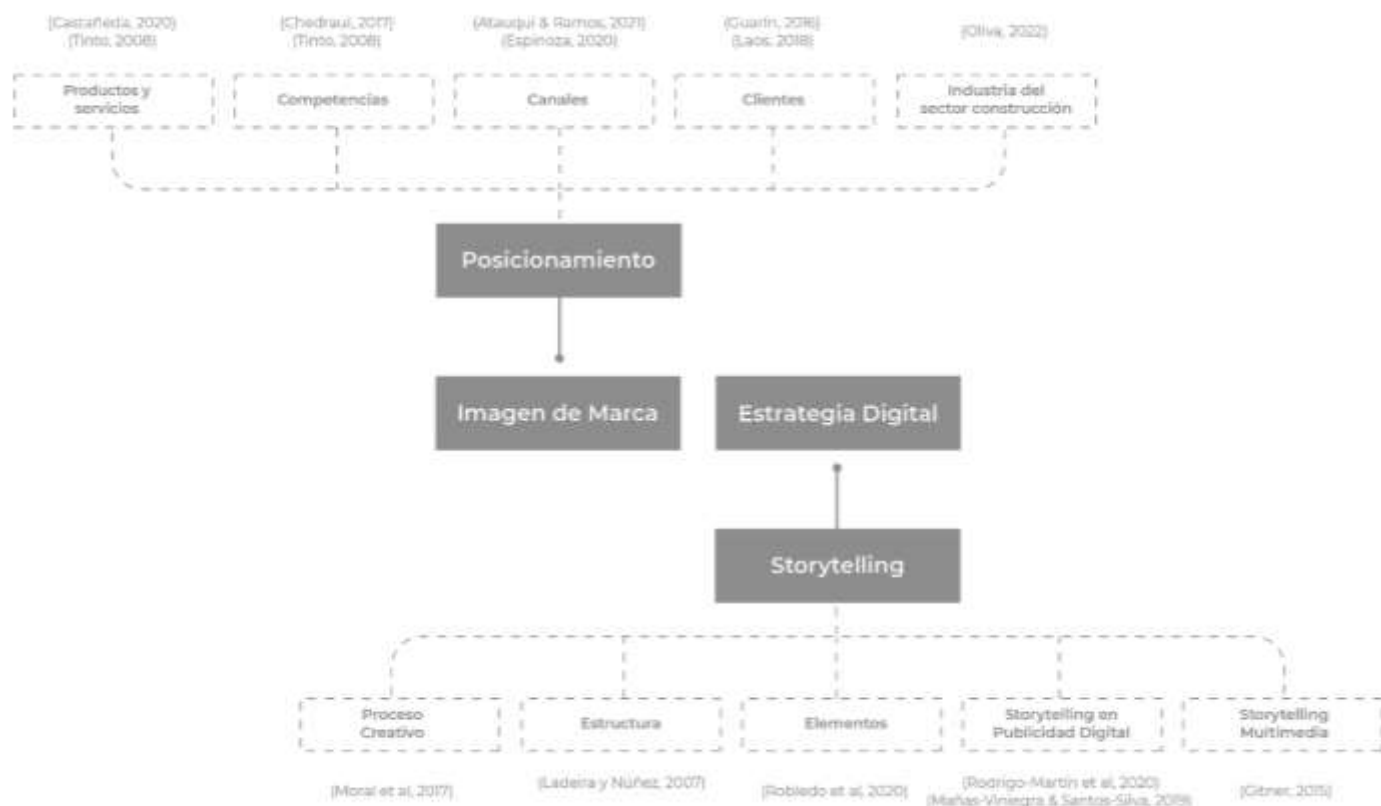 (Castañeda, 2020)
(Tinto, 2008)
(Chedraui, 2017)
(Tinto, 2008)
(Atauqui & Ramos, 2021)
(Espinoza, 2020)
(Guarín, 2016)
(Laos, 2018)
(Oliva, 2022)
Productos y
servicios
Competencias
Canales
Clientes
Industria del
sector construcción
Posicionamiento
Imagen de Marca
Estrategia Digital
Storytelling
Proceso
Creativo
Estructura
Elementos
Storytelling en
Publicidad Digital
Storytelling
Multimedia
(Moral et al, 2017)
(Ladeira y Núñez, 2007)
(Robledo et al, 2020)
(Rodrigo-Martín et al, 2020)
(Mañas-Viniegra & Santos-Silva, 2019)
(Gitner, 2015)